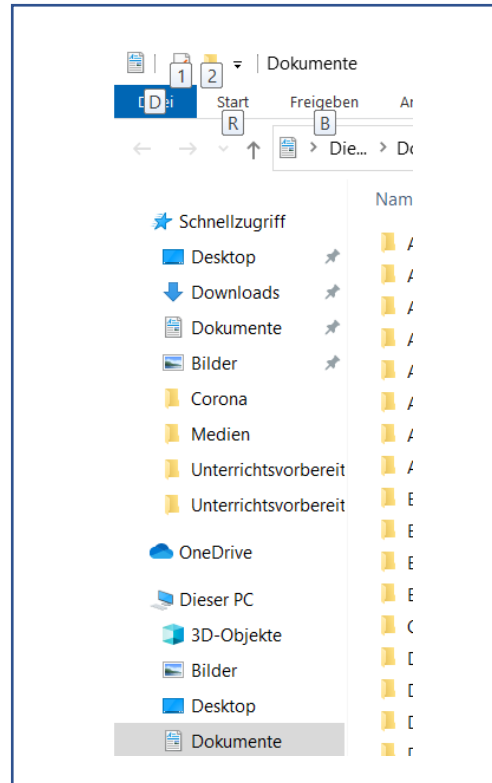 Dokumente
1 2
D
Start Freigeben
R B
Die...
Schnellzugriff
Desktop
Downloads
Dokumente
Bilder
Corona
Medien
Unterrichtsvorbereit
Unterrichtsvorbereit
OneDrive
Dieser PC
3D-Objekte
Bilder
Desktop
Dokumente